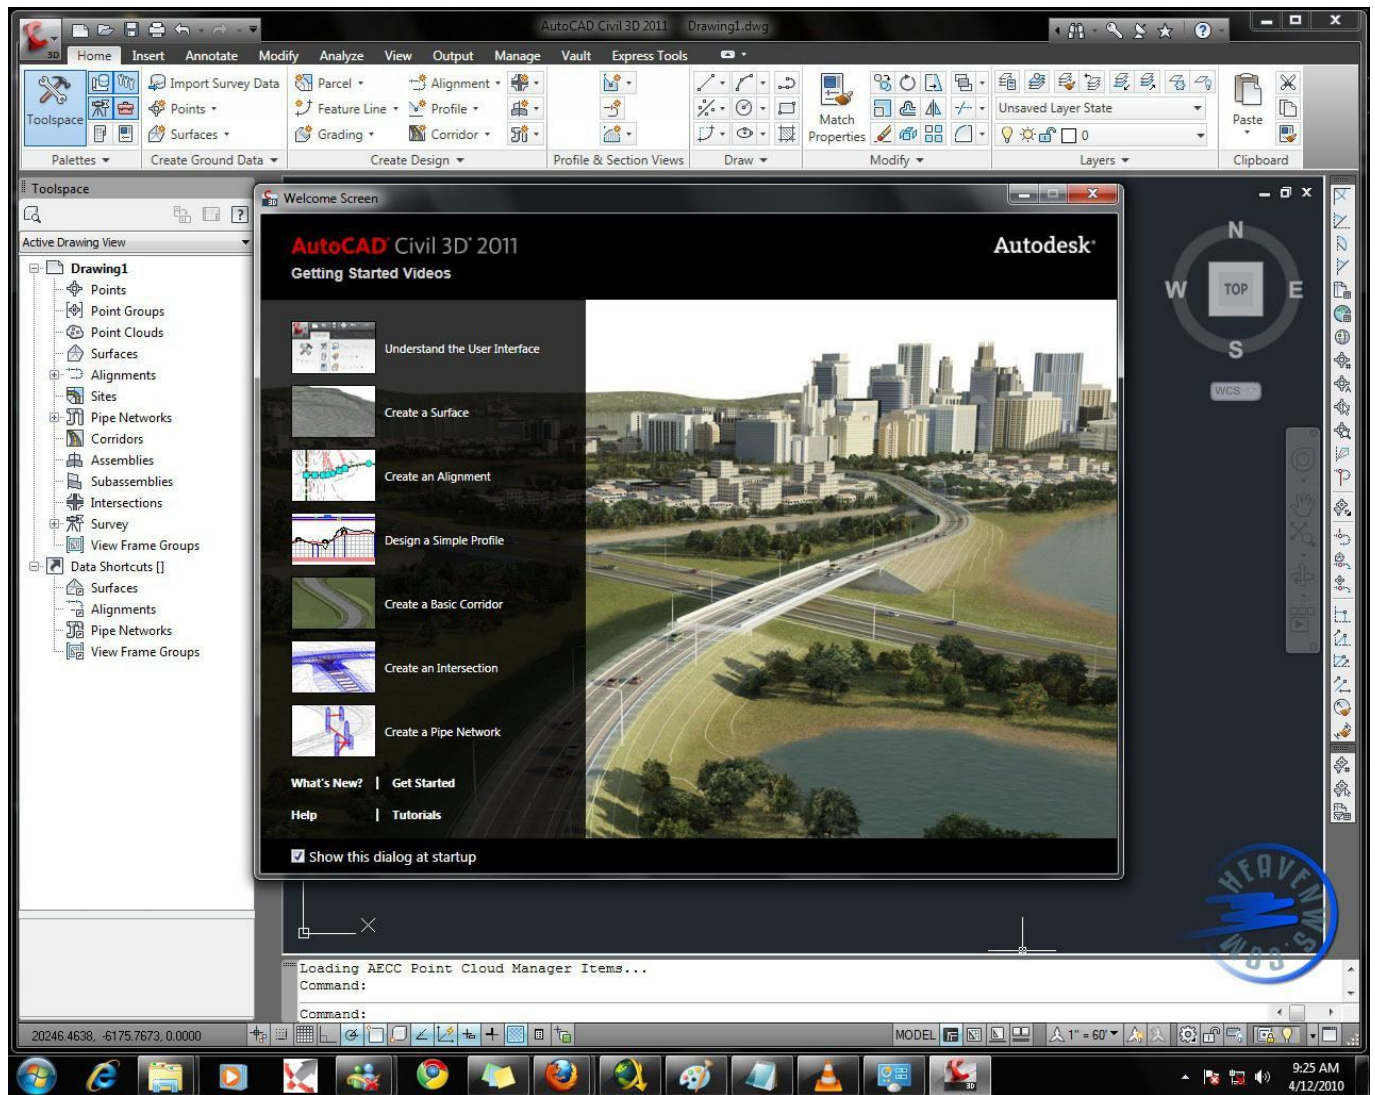 AutoCAD Civil 3D 2011 Drawing1.dwg
3D Home Insert Annotate Modify Analyze View Output Manage Vault Express Tools
Toolspace
Import Survey Data
Points
Surfaces
Parcel
Feature Line
Grading
Alignment
Profile
Corridor
Match
Properties
Unsaved Layer State
0
Paste
Palettes
Create Ground Data
Create Design
Profile & Section Views
Draw
Modify
Layers
Clipboard
Toolspace
Active Drawing View
Drawing1
Points
Point Groups
Point Clouds
Surfaces
Alignments
Sites
Pipe Networks
Corridors
Assemblies
Subassemblies
Intersections
Survey
View Frame Groups
Data Shortcuts []
Surfaces
Alignments
Pipe Networks
View Frame Groups
Welcome Screen
AutoCAD® Civil 3D® 2011
Autodesk®
Getting Started Videos
Understand the User Interface
Create a Surface
Create an Alignment
Design a Simple Profile
Create a Basic Corridor
Create an Intersection
Create a Pipe Network
What's New? | Get Started
Help | Tutorials
Show this dialog at startup
N
W TOP E
S
WCS
HEAVENWS.COM
Loading AECC Point Cloud Manager Items...
Command:
Command:
20246.4638, -6175.7673, 0.0000
MODEL
1" = 60'
9:25 AM
4/12/2010